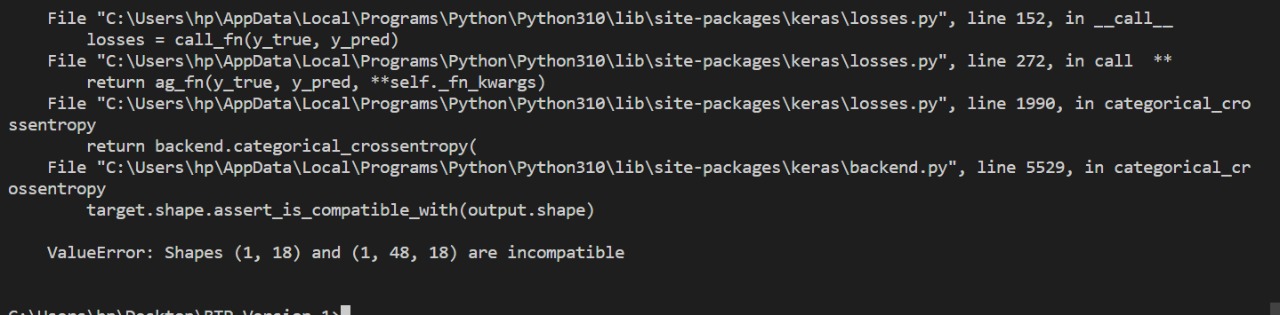 File "C:\Users\hp\AppData\Local\Programs\Python\Python310\lib\site-packages\keras\losses.py", line 152, in __call__
losses = call_fn(y_true, y_pred)
File "C:\Users\hp\AppData\Local\Programs\Python\Python310\lib\site-packages\keras\losses.py", line 272, in call  **
return ag_fn(y_true, y_pred, **self._fn_kwargs)
File "C:\Users\hp\AppData\Local\Programs\Python\Python310\lib\site-packages\keras\losses.py", line 1990, in categorical_cro
ssentropy
return backend.categorical_crossentropy(
File "C:\Users\hp\AppData\Local\Programs\Python\Python310\lib\site-packages\keras\backend.py", line 5529, in categorical_cr
ossentropy
target.shape.assert_is_compatible_with(output.shape)
ValueError: Shapes (1, 18) and (1, 48, 18) are incompatible
C:\Users\hp\Desktop\BTP Version 1>